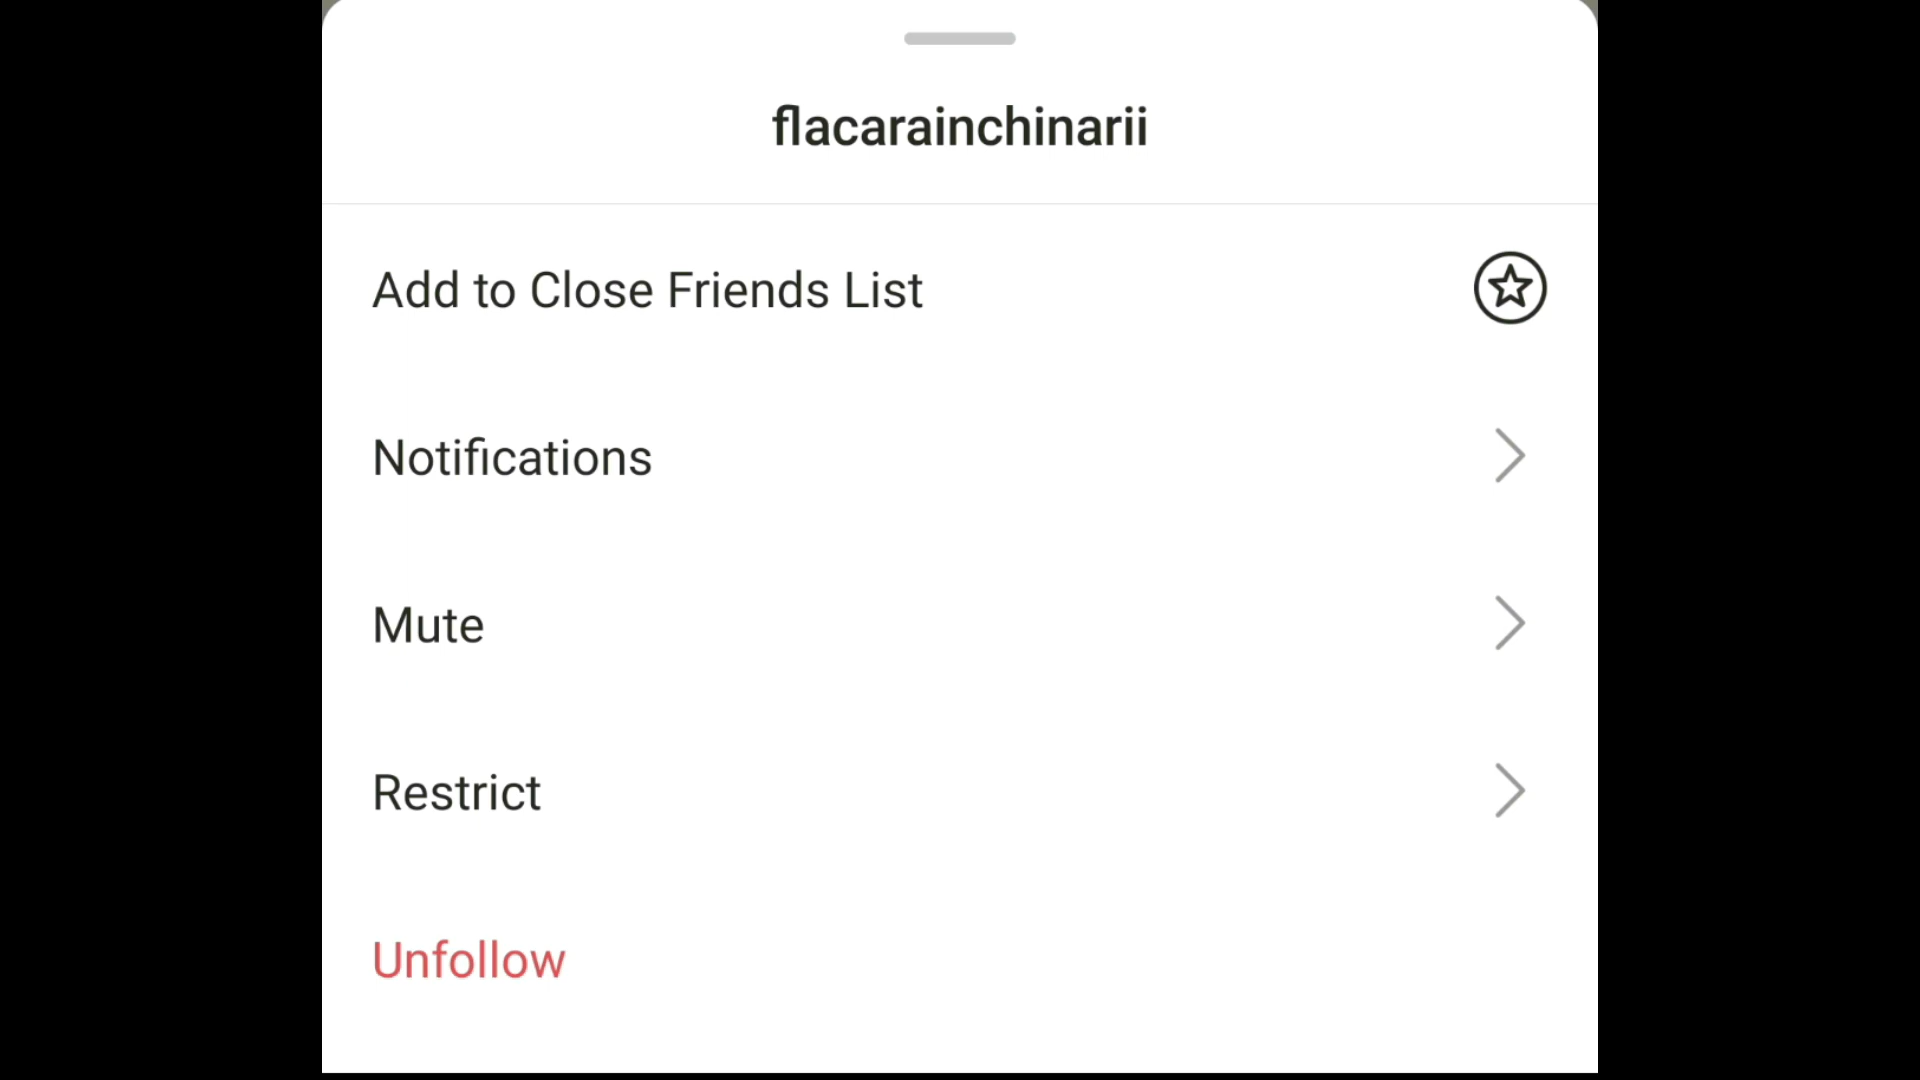 flacarainchinarii
Add to Close Friends List
Notifications
Mute
Restrict
Unfollow